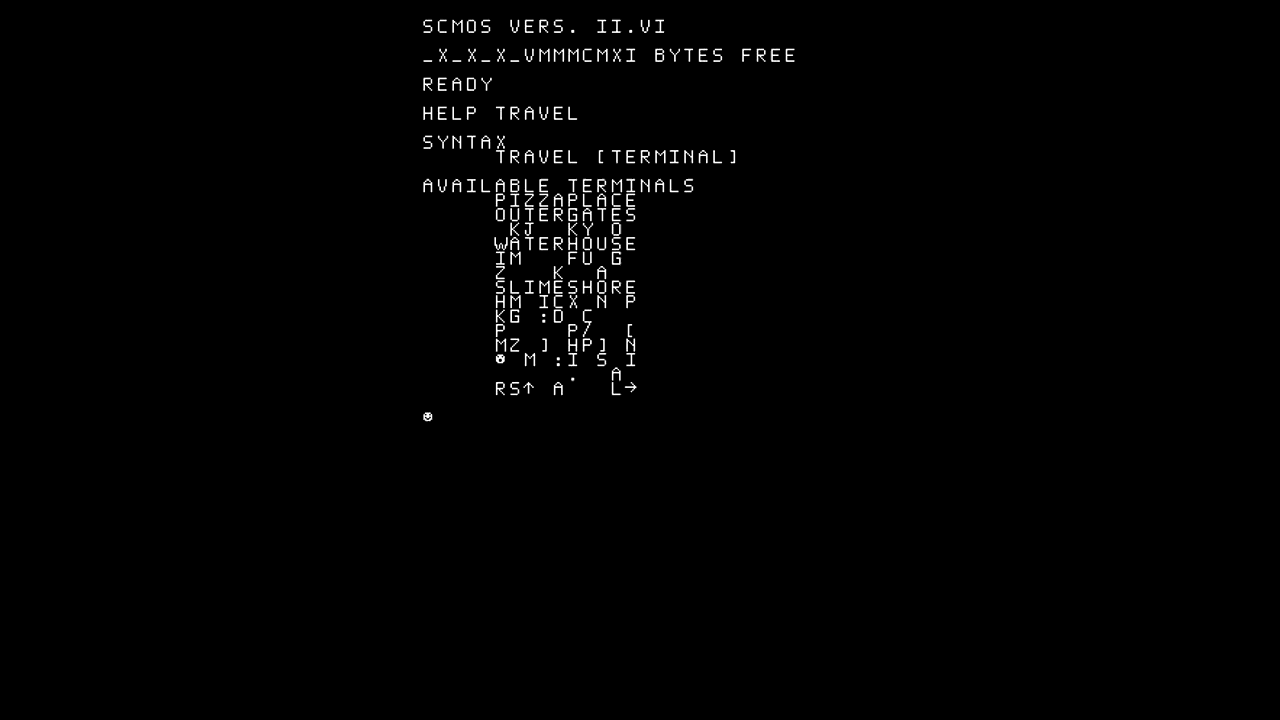 SCMOS VERS. II.VI
_X_X_X_VMMMCMXI BYTES FREE
READY
HELP TRAVEL
SYNTAX
TRAVEL [TERMINAL]
AVAILABLE TERMINALS
PIZZAPLACE
OUTERGATES
KJ  KY O
WATERHOUSE
IM   FU G
Z   K  A
SLIMESHORE
HM ICX N P
KG :D C
P    P/  [
MZ ] HP] N
☻ M :I S I
.  A
RS↑ A   L→
☻